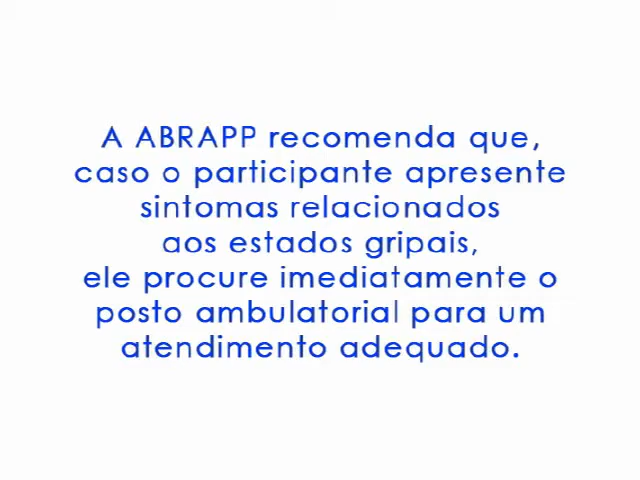 A ABRAPP recomenda que,
caso o participante apresente
sintomas relacionados
aos estados gripais,
ele procure imediatamente o
posto ambulatorial para um
atendimento adequado.